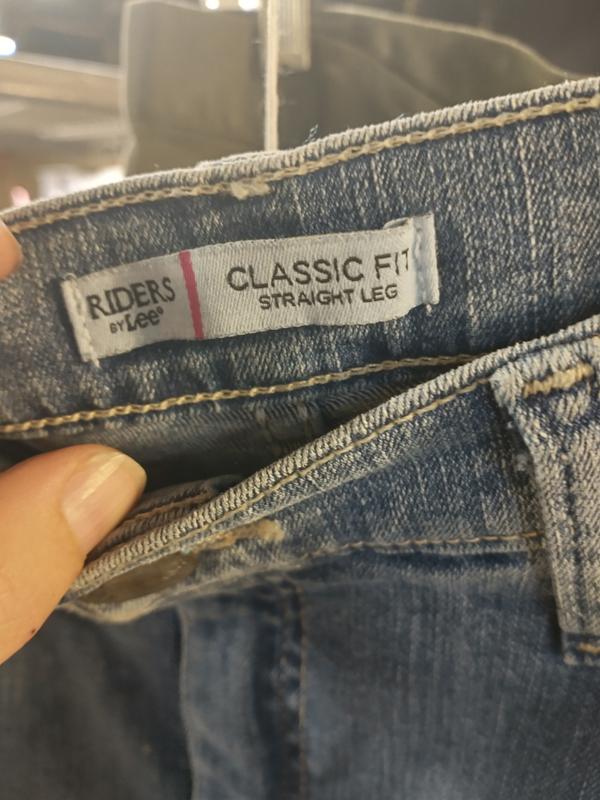 RIDERS
BY Lee®
CLASSIC FIT
STRAIGHT LEG